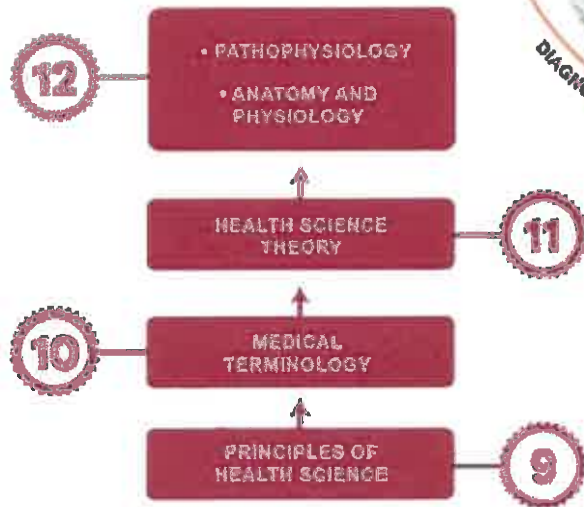 12
• PATHOPHYSIOLOGY
• ANATOMY AND
PHYSIOLOGY
HEALTH SCIENCE
THEORY
11
10
MEDICAL
TERMINOLOGY
PRINCIPLES OF
HEALTH SCIENCE
9